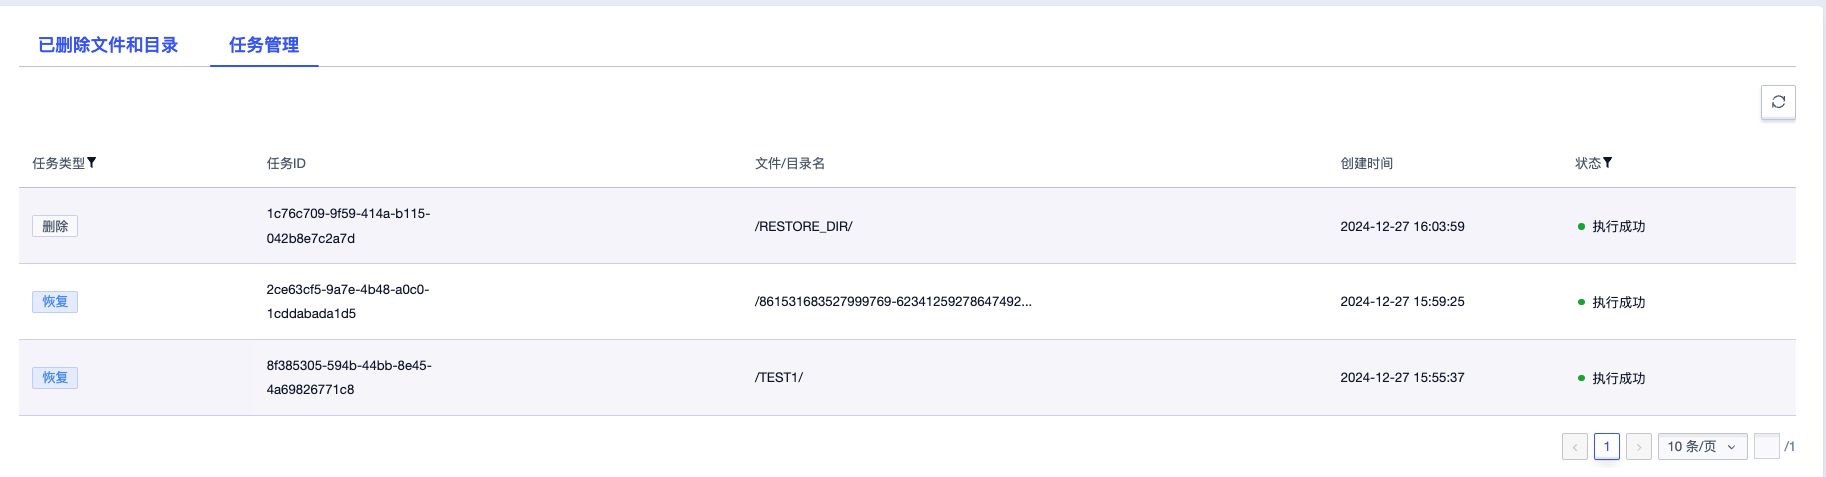 已删除文件和目录 任务管理
任务类型 任务ID 文件/目录名 创建时间 状态
删除 1c76c709-9f59-414a-b115-042b8e7c2a7d /RESTORE_DIR/ 2024-12-27 16:03:59 执行成功
恢复 2ce63cf5-9a7e-4b48-a0c0-1cddabada1d5 /861531683527999769-62341259278647492... 2024-12-27 15:59:25 执行成功
恢复 8f385305-594b-44bb-8e45-4a69826771c8 /TEST1/ 2024-12-27 15:55:37 执行成功
1 10 条/页 /1